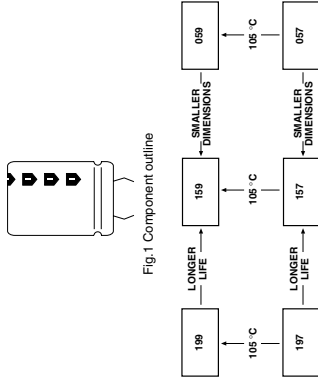 Fig.1 Component outline
199
LONGER
LIFE
159
SMALLER
DIMENSIONS
059
105 °C
105 °C
105 °C
197
LONGER
LIFE
157
SMALLER
DIMENSIONS
057